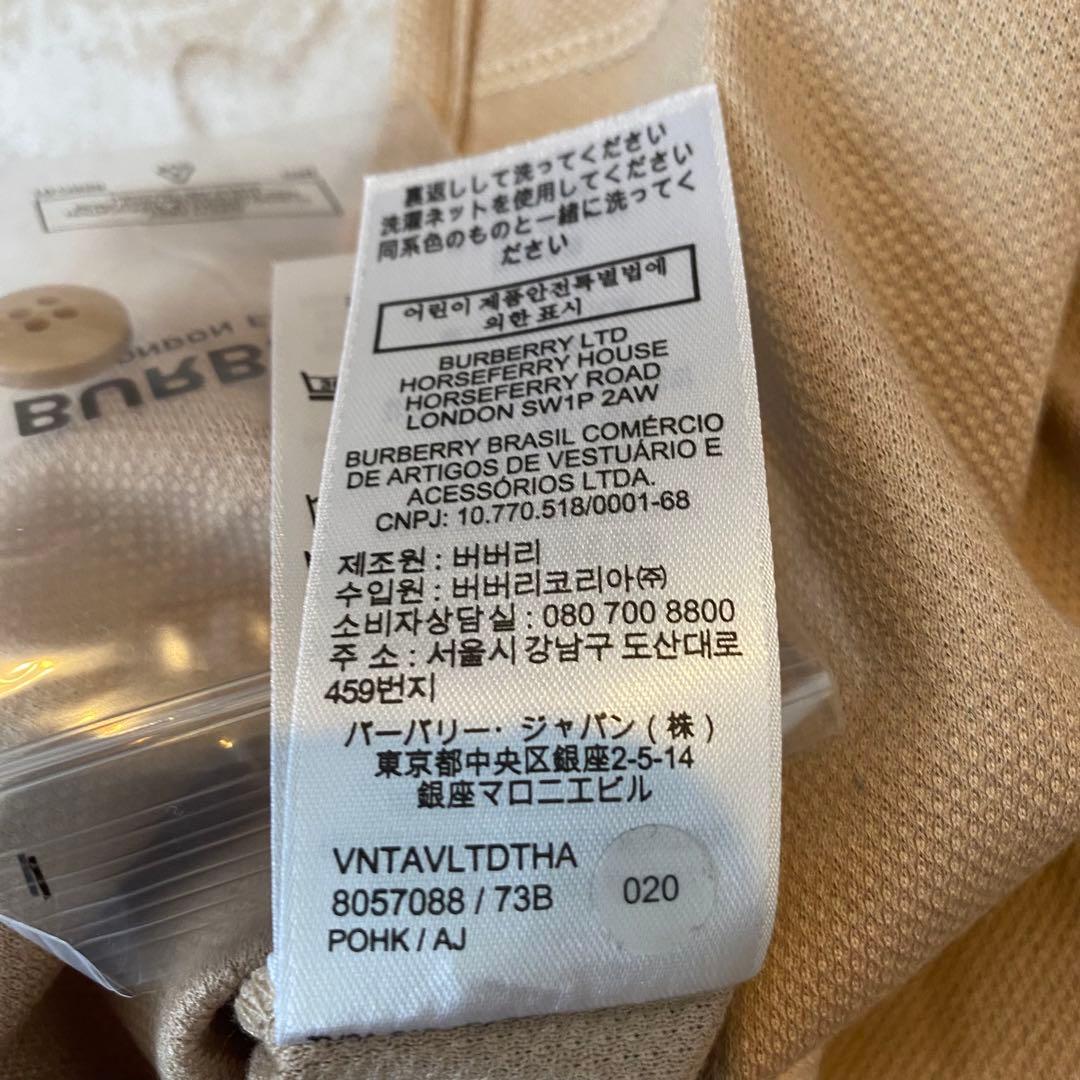 裏返しして洗ってください
洗濯ネットを使用してください
同系色のものと一緒に洗ってく
ださい
어린이 제품안전특별법에
의한 표시
BURBERRY LTD
HORSEFERRY HOUSE
HORSEFERRY ROAD
LONDON SW1P 2AW
BURBERRY BRASIL COMÉRCIO
DE ARTIGOS DE VESTUÁRIO E
ACESSÓRIOS LTDA.
CNPJ: 10.770.518/0001-68
제조원 : 버버리
수입원 : 버버리코리아㈜
소비자상담실 : 080 700 8800
주 소 : 서울시 강남구 도산대로
459번지
バーバリー・ジャパン ( 株 )
東京都中央区銀座2-5-14
銀座マロニエビル
VNTAVLTDTHA
8057088 / 73B
020
POHK / AJ
BURB
ONDON E